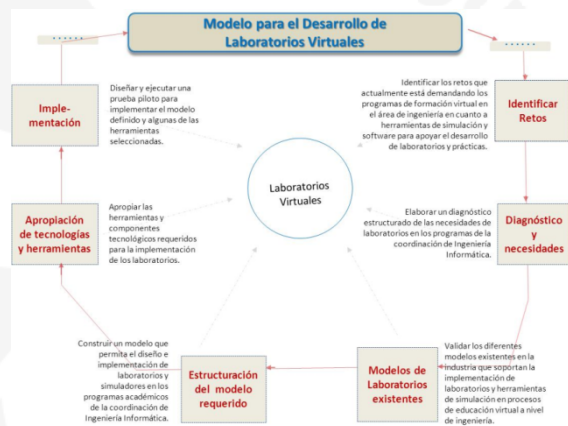 Modelo para el Desarrollo de
Laboratorios Virtuales
Imple-
mentación
Diseñar y ejecutar una
prueba piloto para
implementar el modelo
definido y algunas de las
herramientas
seleccionadas.
Identificar los retos que
actualmente está demandando los
programas de formación virtual en
el área de ingeniería en cuanto a
herramientas de simulación y
software para apoyar el desarrollo
de laboratorios y prácticas.
Identificar
Retos
Laboratorios
Virtuales
Apropiación
de tecnologías
y herramientas
Apropiar las
herramientas y
componentes
tecnológicos requeridos
para la implementación
de los laboratorios.
Elaborar un diagnóstico
estructurado de las necesidades de
laboratorio en los programas de la
coordinación de Ingeniería
Informática.
Diagnóstico
y
necesidades
Construir un modelo que
permita el diseño e
implementación de
laboratorios y
simuladores en los
programas académicos
de la coordinación de
Ingeniería Informática.
Estructuración
del modelo
requerido
Modelos de
Laboratorios
existentes
Validar los diferentes
modelos existentes en la
industria que soportan la
implementación de
laboratorios y herramientas
de simulación en procesos
de educación virtual a nivel
de ingeniería.